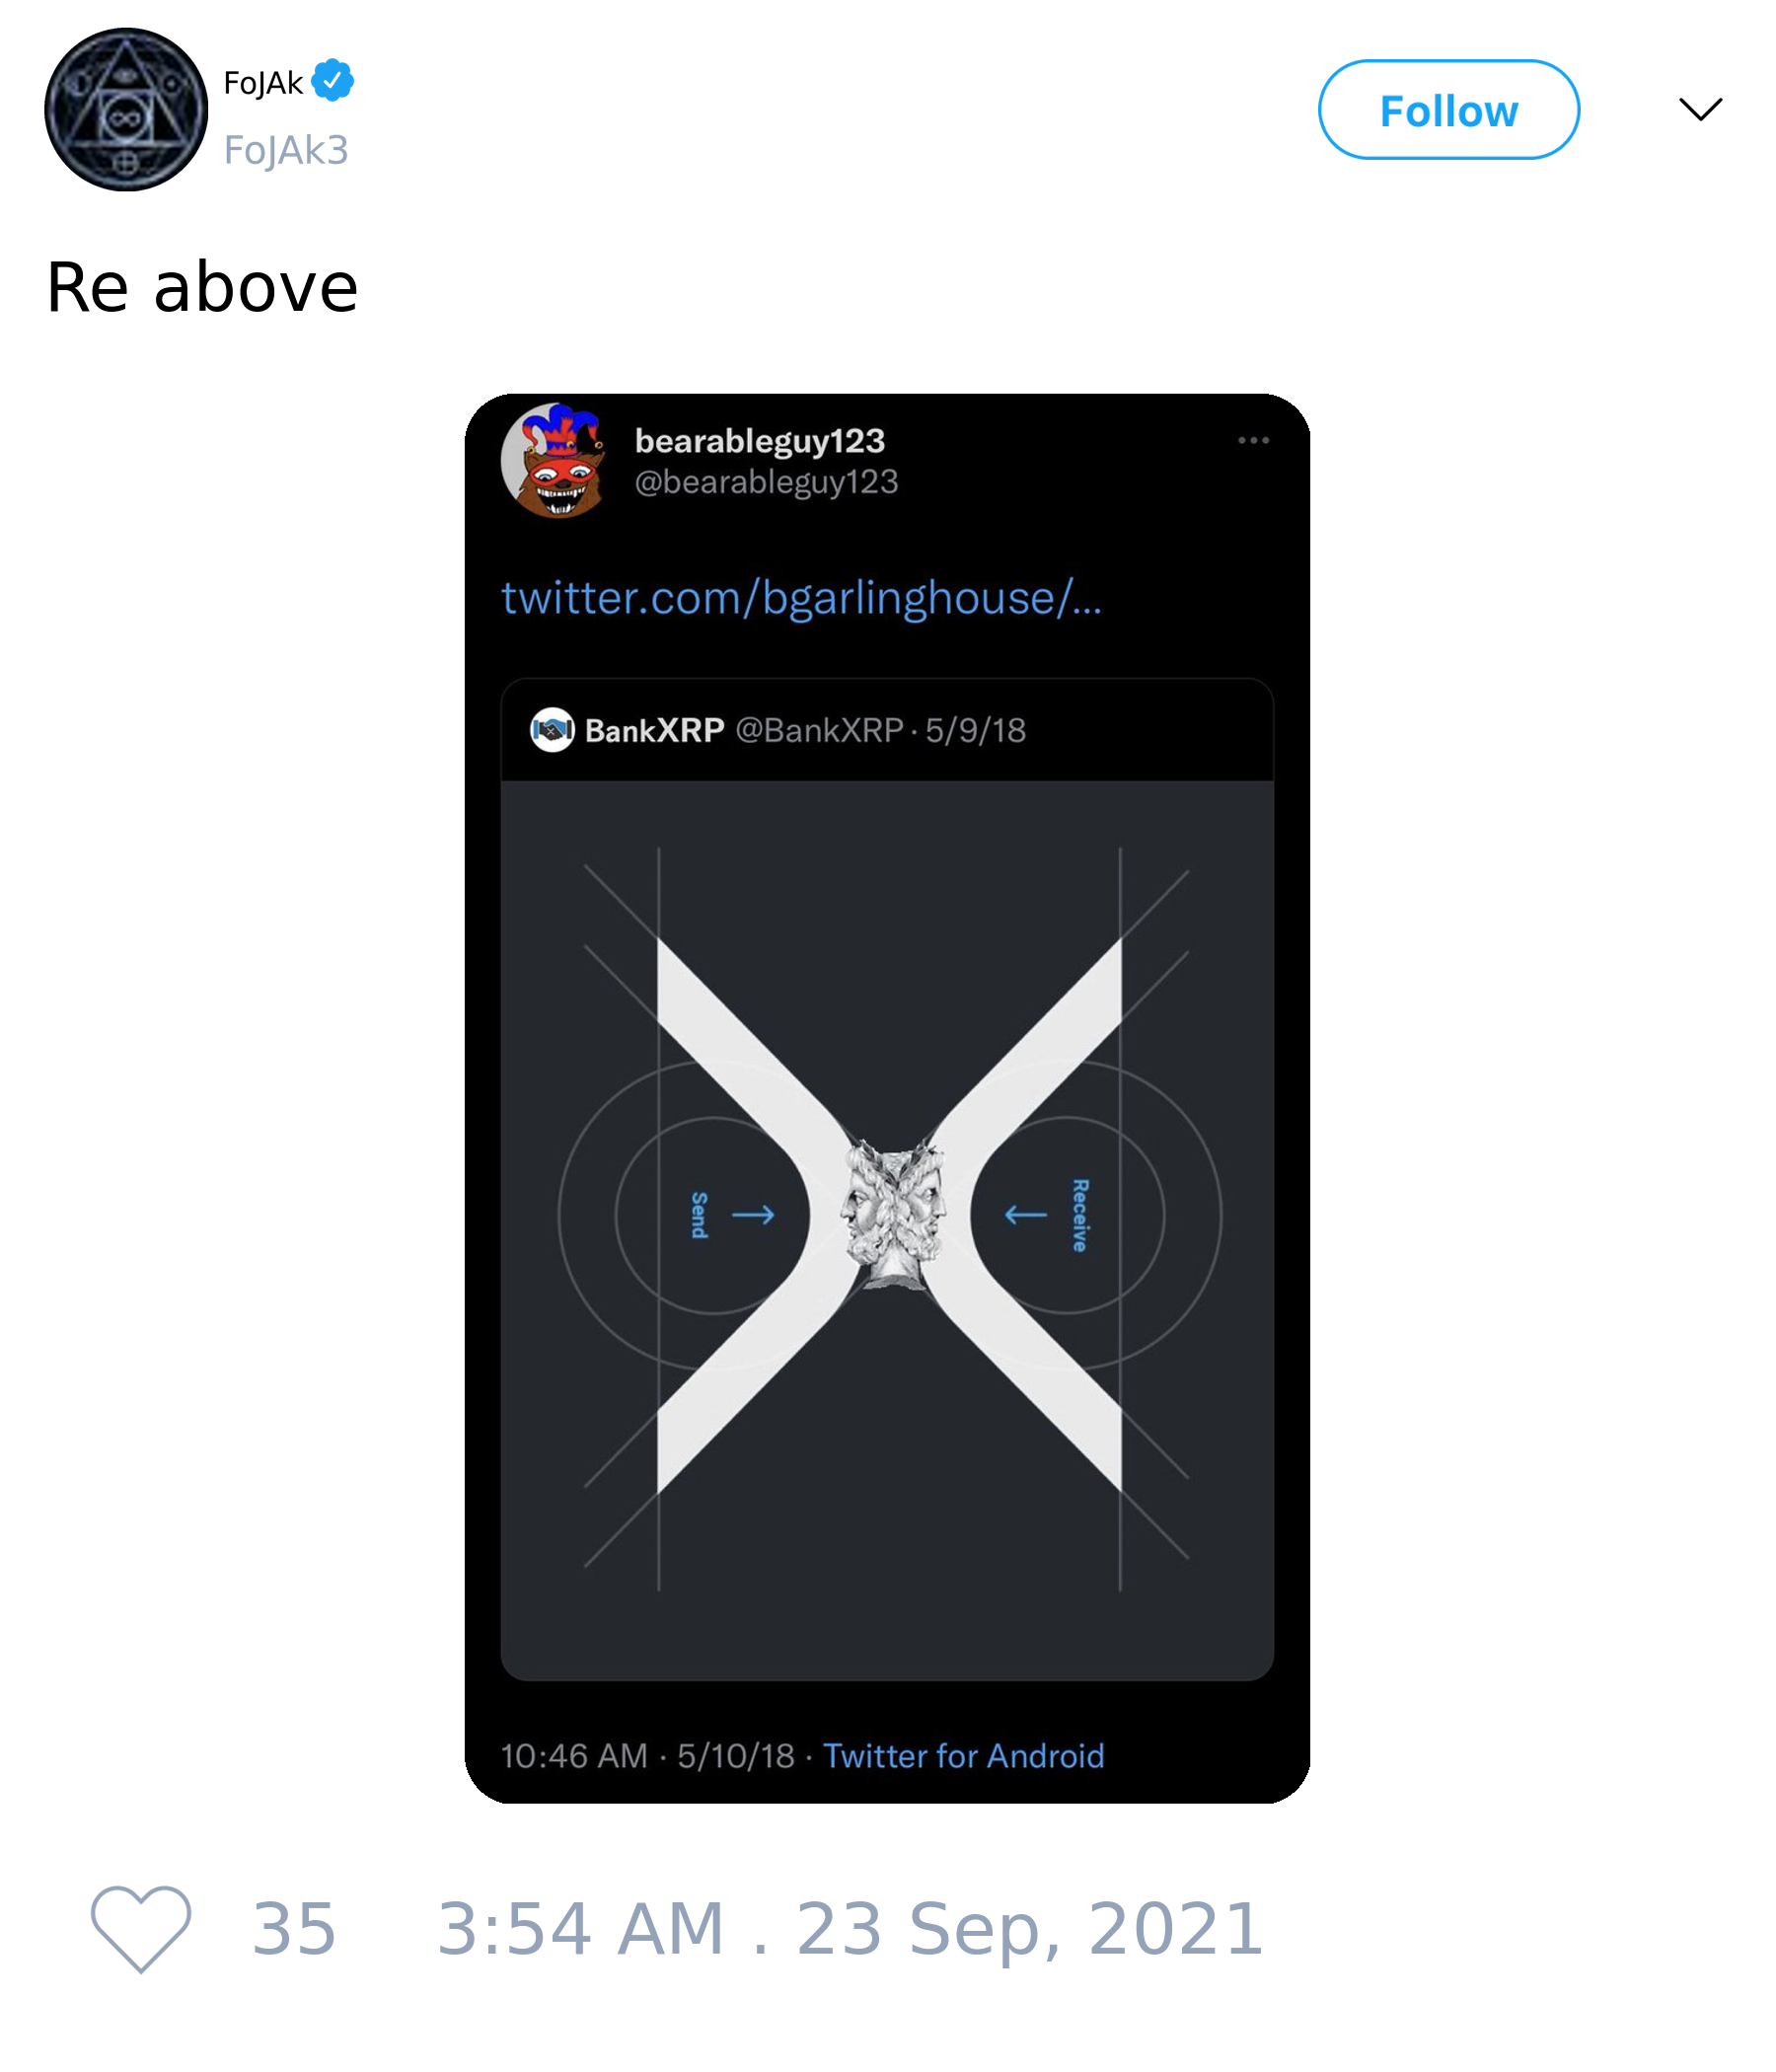 FoJAk
FoJAk3
Follow
Re above
bearableguy123
@bearableguy123
twitter.com/bgarlinghouse/...
BankXRP @BankXRP · 5/9/18
Send
Receive
10:46 AM · 5/10/18 · Twitter for Android
35 3:54 AM . 23 Sep, 2021